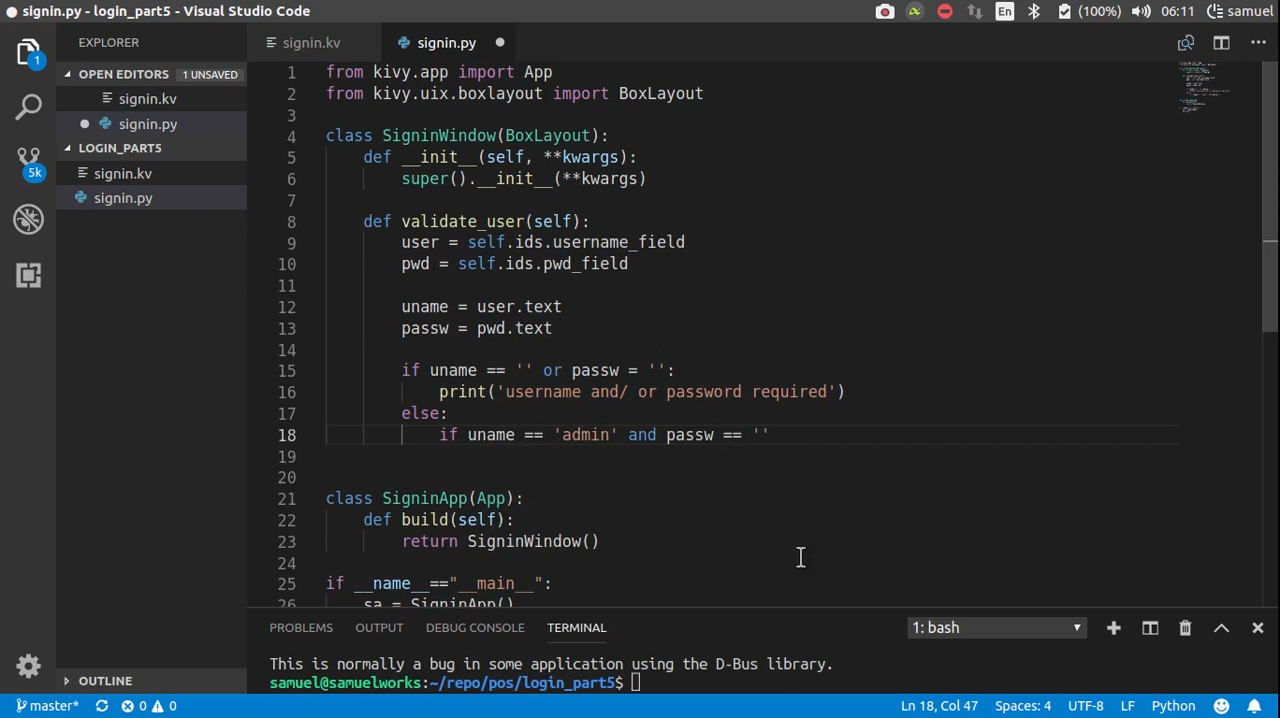 signin.py - login_part5 - Visual Studio Code
En
(100%)
06:11
samuel
EXPLORER
OPEN EDITORS
1 UNSAVED
signin.kv
signin.py
LOGIN_PART5
signin.kv
signin.py
OUTLINE
1
5k
signin.kv
signin.py
1 from kivy.app import App
2 from kivy.uix.boxlayout import BoxLayout
3
4 class SigninWindow(BoxLayout):
5     def __init__(self, **kwargs):
6         super().__init__(**kwargs)
7
8     def validate_user(self):
9         user = self.ids.username_field
10         pwd = self.ids.pwd_field
11
12         uname = user.text
13         passw = pwd.text
14
15         if uname == '' or passw = '':
16             print('username and/ or password required')
17         else:
18             if uname == 'admin' and passw == ''
19
20
21 class SigninApp(App):
22     def build(self):
23         return SigninWindow()
24
25 if __name__=="__main__":
26     sa = SigninApp()
PROBLEMS
OUTPUT
DEBUG CONSOLE
TERMINAL
1: bash
This is normally a bug in some application using the D-Bus library.
samuel@samuelworks:~/repo/pos/login_part5$
master*
0
0
Ln 18, Col 47
Spaces: 4
UTF-8
LF
Python